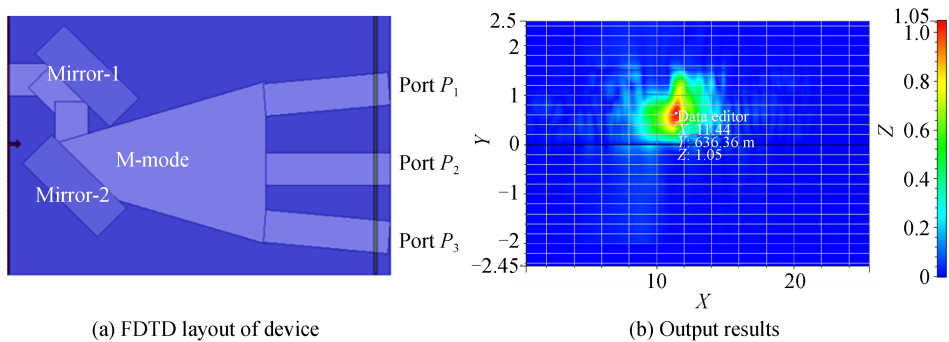 Mirror-1
M-mode
Mirror-2
Port P1
Port P2
Port P3
(a) FDTD layout of device
2.5
2
1
0
−1
−2
−2.45
Y
Data editor
X: 11.44
Y: 636.36 m
Z: 1.05
10
20
X
1.05
1.0
0.8
0.6
0.4
0.2
0
Z
(b) Output results